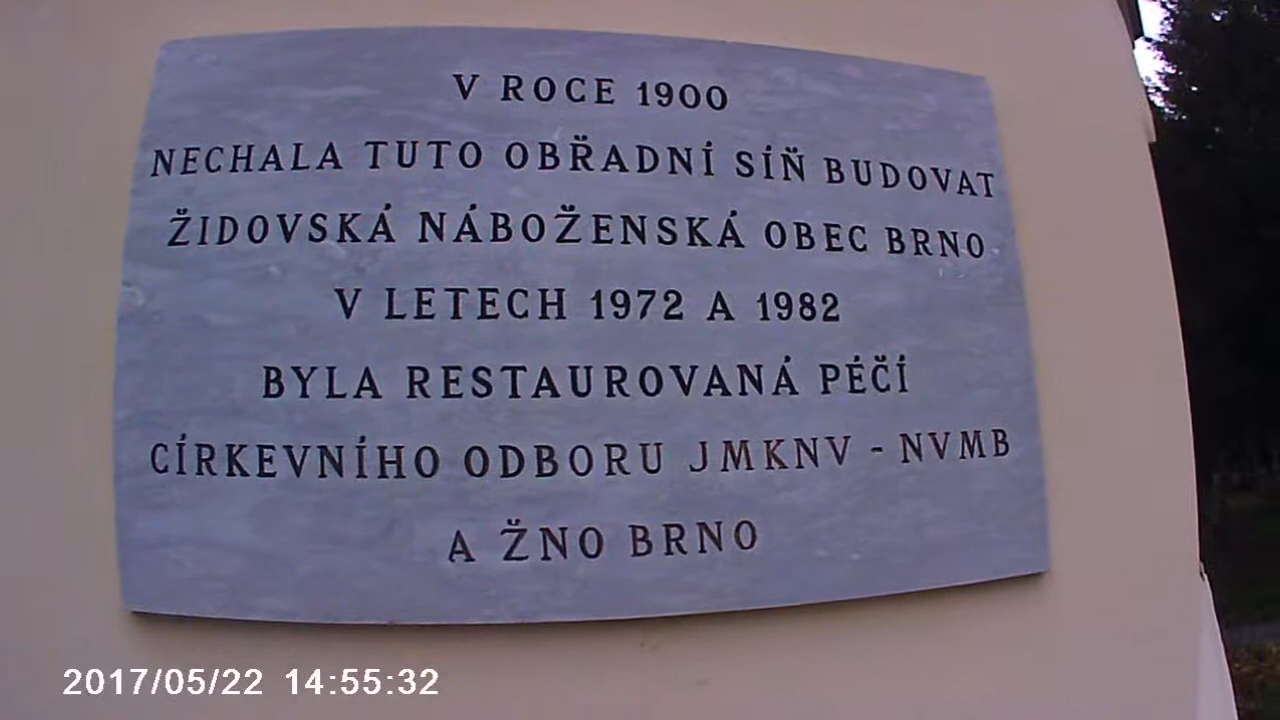 V ROCE 1900
NECHALA TUTO OBŘADNÍ SÍŇ BUDOVAT
ŽIDOVSKÁ NÁBOŽENSKÁ OBEC BRNO
V LETECH 1972 A 1982
BYLA RESTAUROVANÁ PÉČÍ
CÍRKEVNÍHO ODBORU JMKNV - NVMB
A ŽNO BRNO
2017/05/22 14:55:32